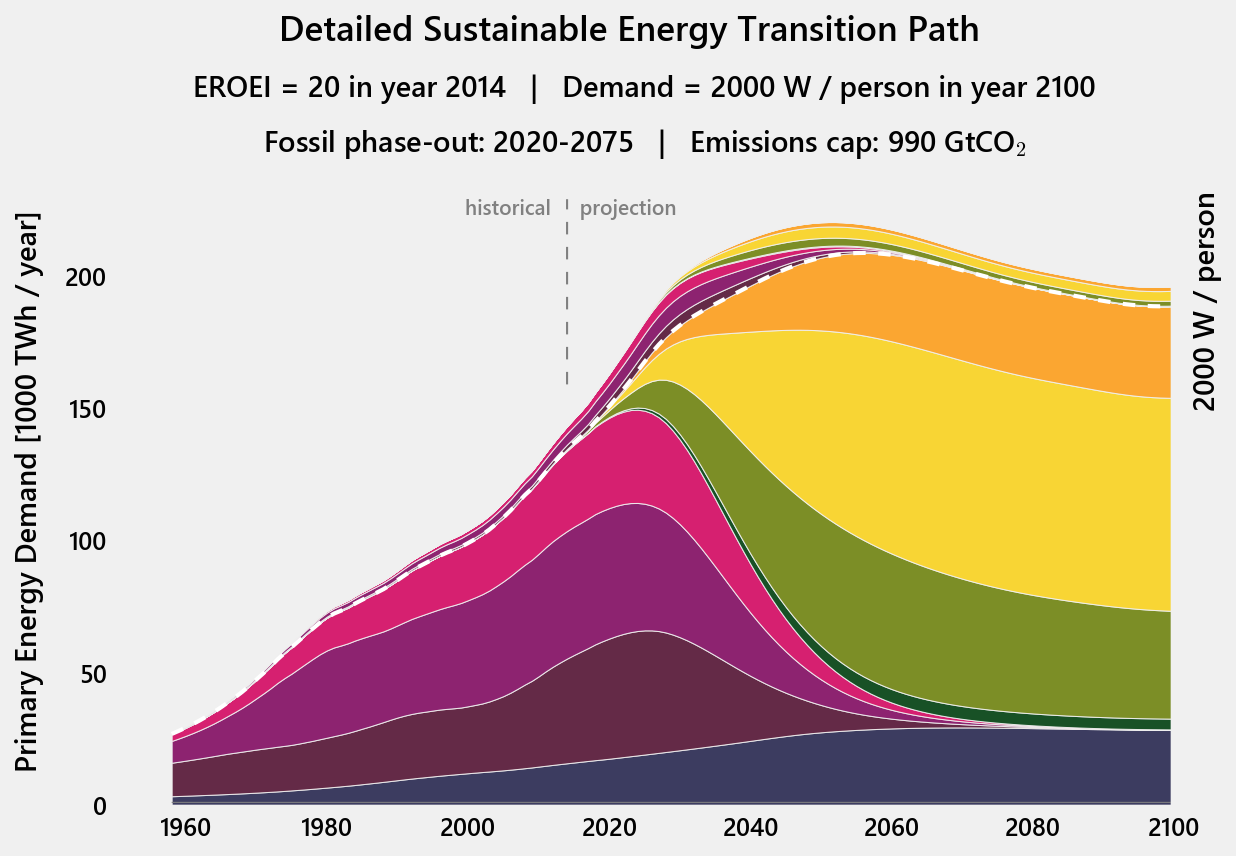 Detailed Sustainable Energy Transition Path
EROEI = 20 in year 2014 | Demand = 2000 W / person in year 2100
Fossil phase-out: 2020-2075 | Emissions cap: 990 GtCO₂
historical projection
Primary Energy Demand [1000 TWh / year]
2000 W / person
200
150
100
50
0
1960 1980 2000 2020 2040 2060 2080 2100